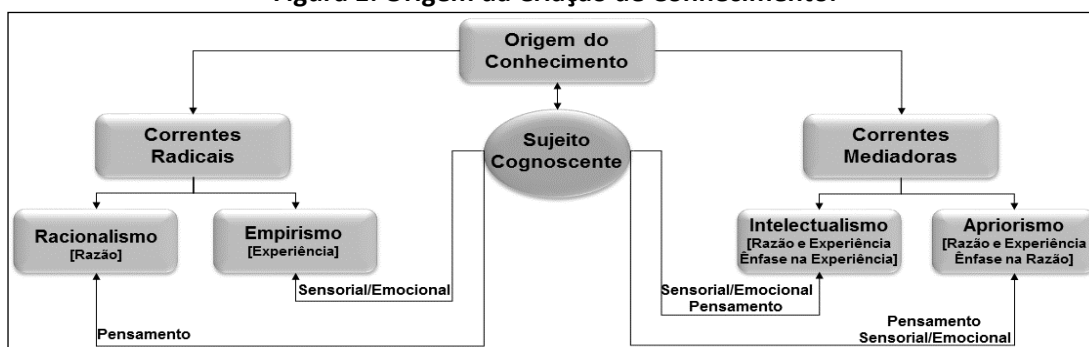 Origem do
Conhecimento
Correntes
Radicais
Sujeito
Cognoscente
Correntes
Mediadoras
Racionalismo
[Razão]
Empirismo
[Experiência]
Intelectualismo
[Razão e Experiência
Ênfase na Experiência]
Apriorismo
[Razão e Experiência
Ênfase na Razão]
Sensorial/Emocional
Sensorial/Emocional
Pensamento
Pensamento
Pensamento
Sensorial/Emocional